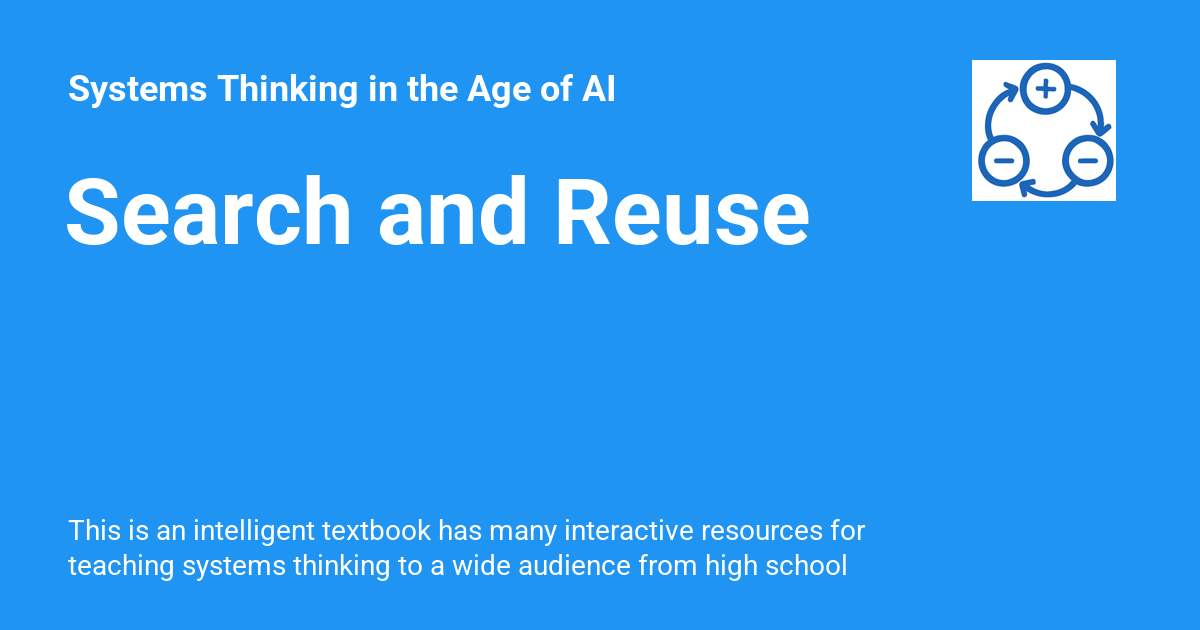 Systems Thinking in the Age of AI
Search and Reuse
This is an intelligent textbook has many interactive resources for
teaching systems thinking to a wide audience from high school